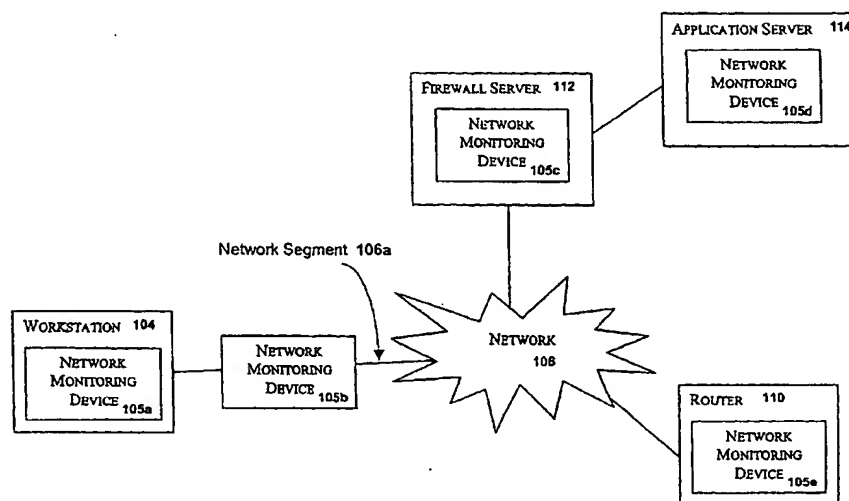 APPLICATION SERVER 114
NETWORK
MONITORING
DEVICE
105d
FIREWALL SERVER 112
NETWORK
MONITORING
DEVICE
105c
Network Segment 106a
WORKSTATION 104
NETWORK
MONITORING
DEVICE
105a
NETWORK
MONITORING
DEVICE
105b
NETWORK
106
ROUTER 110
NETWORK
MONITORING
DEVICE
105e